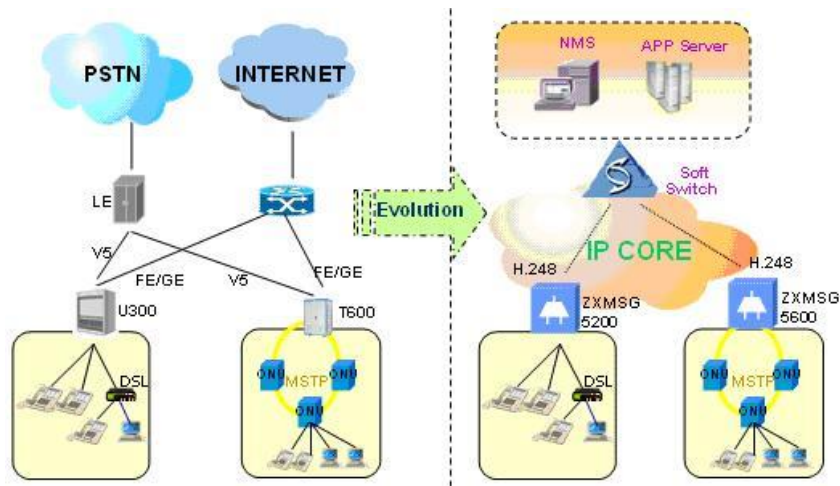 PSTN
INTERNET
LE
V5
FE/GE
V5
FE/GE
U300
T600
DSL
ONU
MSTP
ONU
ONU
Evolution
NMS
APP Server
Soft
Switch
IP CORE
H.248
H.248
ZXMSG
5200
ZXMSG
5600
DSL
ONU
MSTP
ONU
ONU